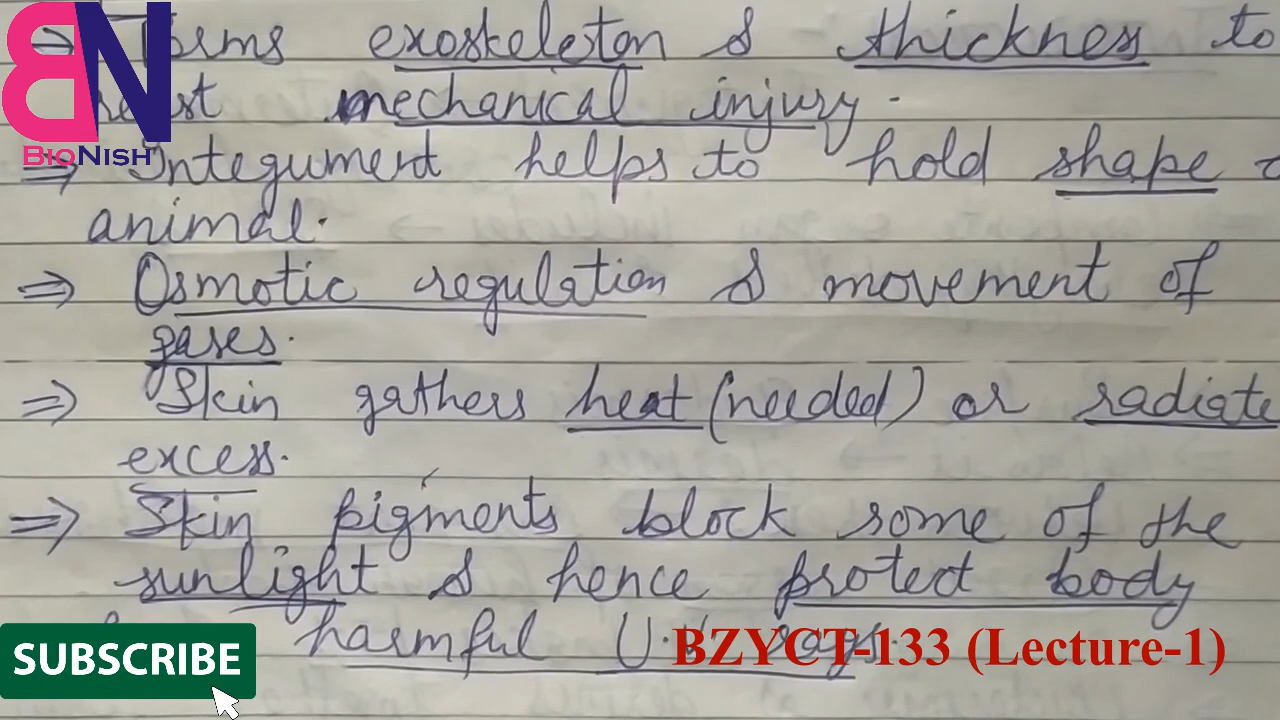 ⇒ Forms exoskeleton & thickness to
resist mechanical injury.
BN
BIONISH
⇒ Integument helps to hold shape
animal.
⇒ Osmotic regulation & movement of
gases.
⇒ Skin gathers heat (needed) or radiate
excess.
⇒ Skin pigments block some of the
sunlight & hence protect body
harmful U.V rays
BZYCT-133 (Lecture-1)
SUBSCRIBE